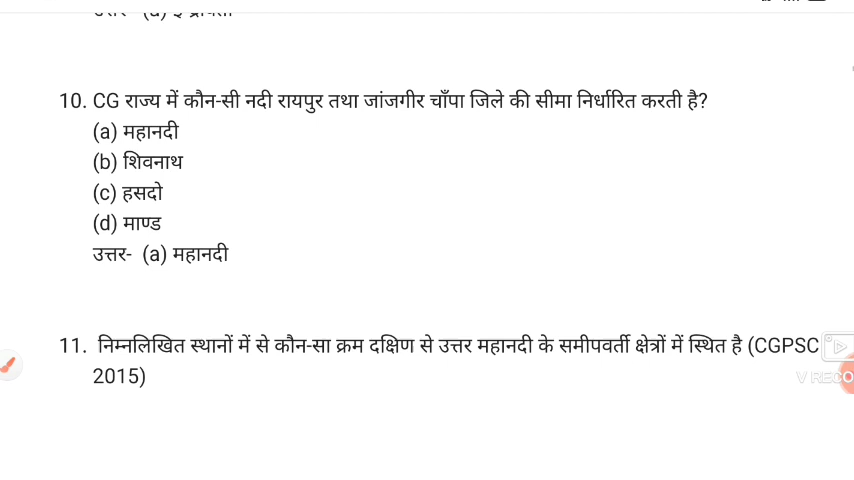 10. CG राज्य में कौन-सी नदी रायपुर तथा जांजगीर चाँपा जिले की सीमा निर्धारित करती है?
(a) महानदी
(b) शिवनाथ
(c) हसदो
(d) माण्ड
उत्तर- (a) महानदी
11. निम्नलिखित स्थानों में से कौन-सा क्रम दक्षिण से उत्तर महानदी के समीपवर्ती क्षेत्रों में स्थित है (CGPSC
2015)
V RECO